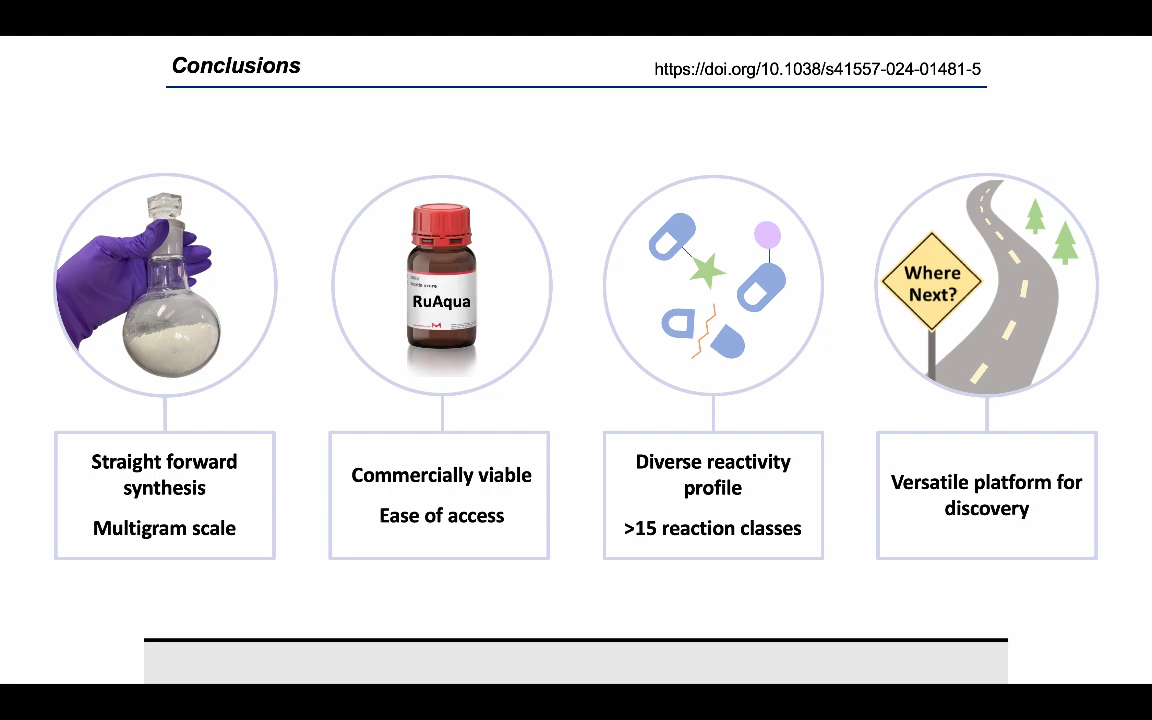 Conclusions
https://doi.org/10.1038/s41557-024-01481-5
RuAqua
Where
Next?
Straight forward
synthesis
Multigram scale
Commercially viable
Ease of access
Diverse reactivity
profile
>15 reaction classes
Versatile platform for
discovery